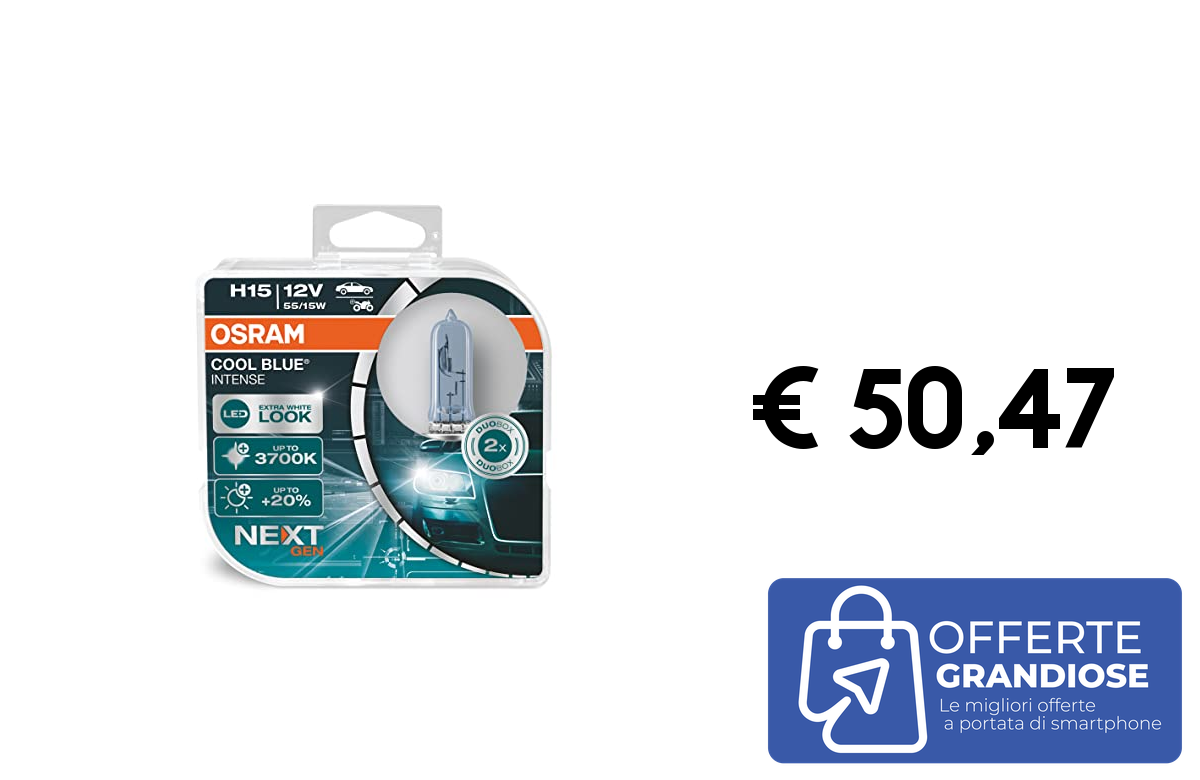 H15 | 12V
55/15W
OSRAM
COOL BLUE®
INTENSE
LED
EXTRA WHITE
LOOK
UP TO
3700K
UP TO
+20%
NEXT
GEN
DUOBOX
2x
DUOBOX
€ 50,47
OFFERTE
GRANDIOSE
Le migliori offerte
a portata di smartphone